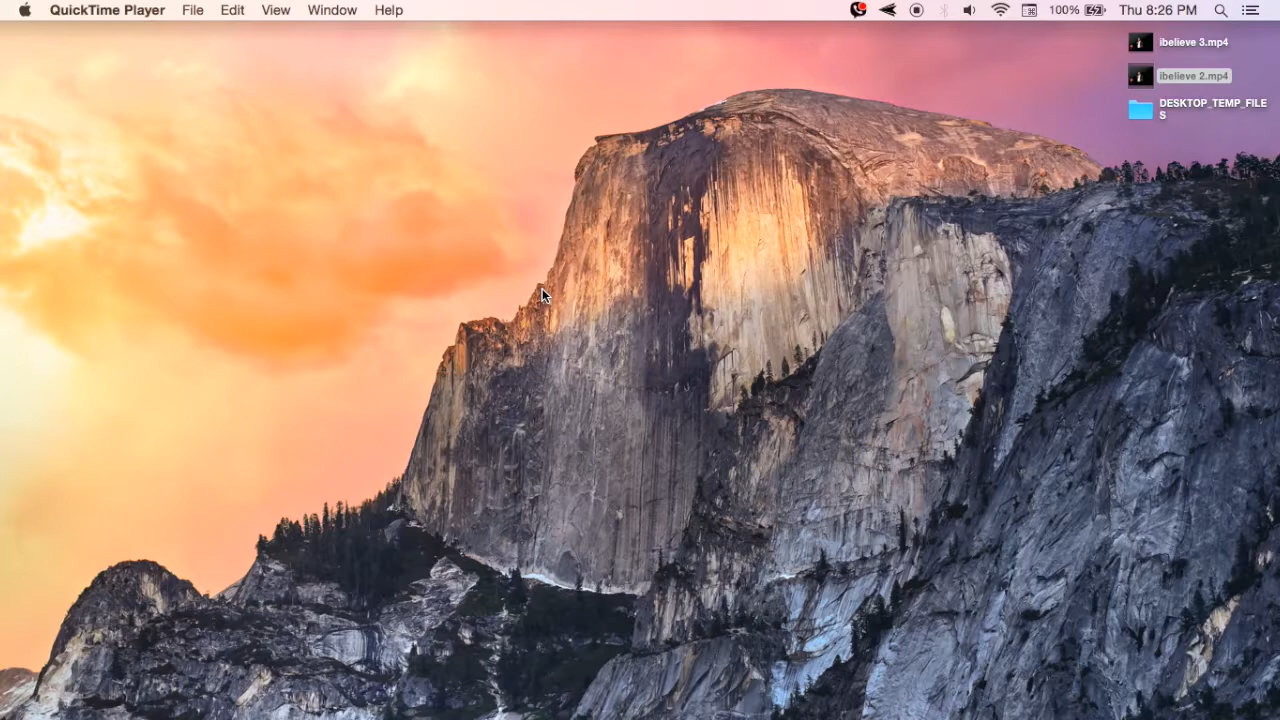 QuickTime Player File Edit View Window Help 100% Thu 8:26 PM
ibelieve 3.mp4
ibelieve 2.mp4
DESKTOP_TEMP_FILE
S